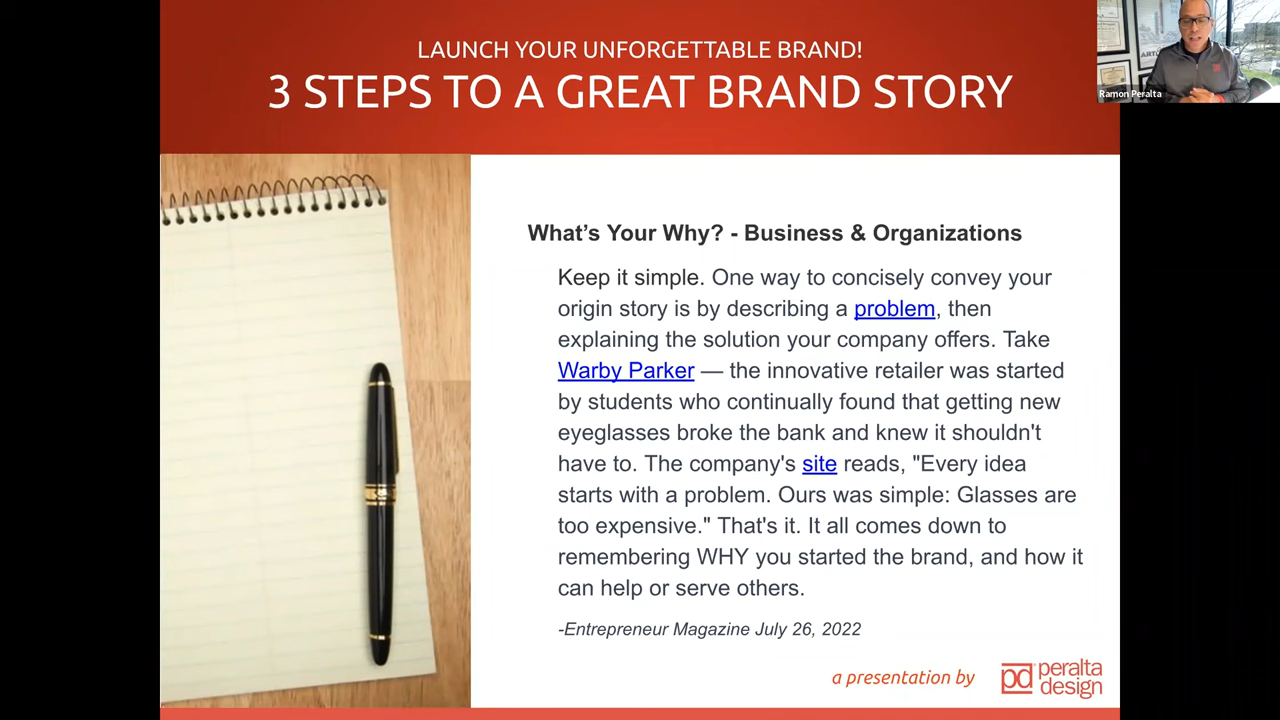 LAUNCH YOUR UNFORGETTABLE BRAND!
3 STEPS TO A GREAT BRAND STORY
Ramon Peralta
What's Your Why? - Business & Organizations
Keep it simple. One way to concisely convey your
origin story is by describing a problem, then
explaining the solution your company offers. Take
Warby Parker — the innovative retailer was started
by students who continually found that getting new
eyeglasses broke the bank and knew it shouldn't
have to. The company's site reads, "Every idea
starts with a problem. Ours was simple: Glasses are
too expensive." That's it. It all comes down to
remembering WHY you started the brand, and how it
can help or serve others.
-Entrepreneur Magazine July 26, 2022
a presentation by
pd peralta
design